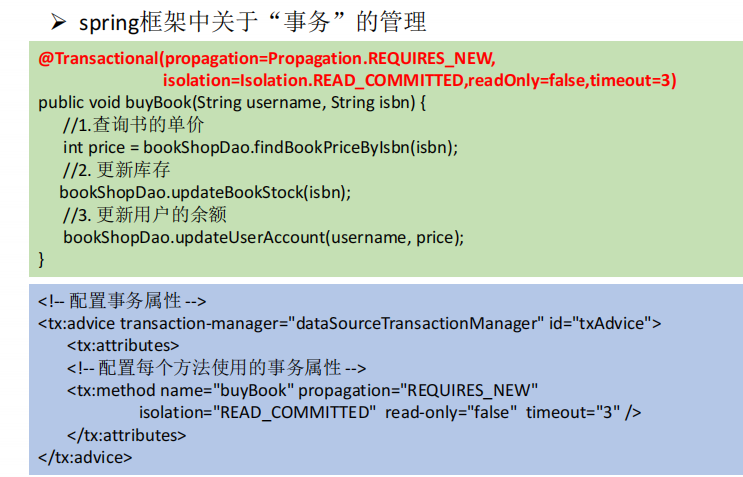 ➢ spring框架中关于“事务”的管理
@Transactional(propagation=Propagation.REQUIRES_NEW,
isolation=Isolation.READ_COMMITTED,readOnly=false,timeout=3)
public void buyBook(String username, String isbn) {
//1.查询书的单价
int price = bookShopDao.findBookPriceByIsbn(isbn);
//2. 更新库存
bookShopDao.updateBookStock(isbn);
//3. 更新用户的余额
bookShopDao.updateUserAccount(username, price);
}
<!-- 配置事务属性 -->
<tx:advice transaction-manager="dataSourceTransactionManager" id="txAdvice">
<tx:attributes>
<!-- 配置每个方法使用的事务属性 -->
<tx:method name="buyBook" propagation="REQUIRES_NEW"
isolation="READ_COMMITTED" read-only="false" timeout="3" />
</tx:attributes>
</tx:advice>